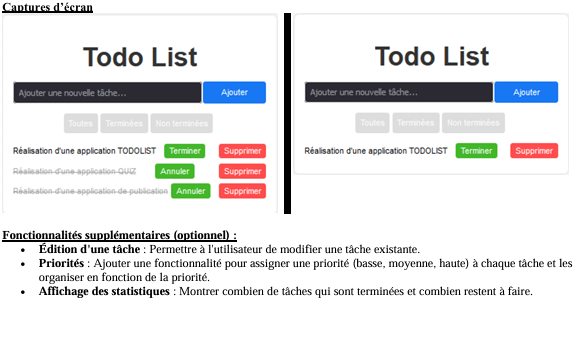 Captures d'écran
Todo List
Ajouter une nouvelle tâche... Ajouter
Toutes Terminées Non terminées
Réalisation d'une application TODOLIST Terminer Supprimer
Réalisation d'une application QUIZ Annuler Supprimer
Réalisation d'une application de publication Annuler Supprimer
Todo List
Ajouter une nouvelle tâche... Ajouter
Toutes Terminées Non terminées
Réalisation d'une application TODOLIST Terminer Supprimer
Fonctionnalités supplémentaires (optionnel) :
• Édition d'une tâche : Permettre à l'utilisateur de modifier une tâche existante.
• Priorités : Ajouter une fonctionnalité pour assigner une priorité (basse, moyenne, haute) à chaque tâche et les
organiser en fonction de la priorité.
• Affichage des statistiques : Montrer combien de tâches qui sont terminées et combien restent à faire.